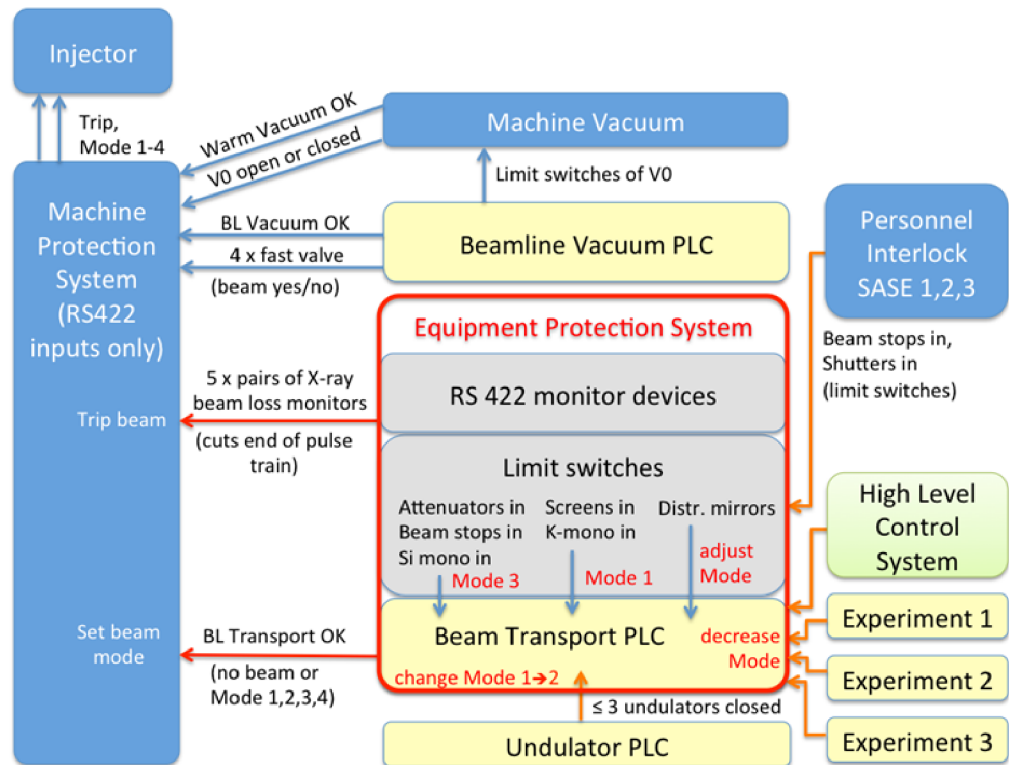 Injector
Trip,
Mode 1-4
Warm Vacuum OK
V0 open or closed
Machine Vacuum
Limit switches of V0
Machine
Protection
System
(RS422
inputs only)
BL Vacuum OK
4 x fast valve
(beam yes/no)
Beamline Vacuum PLC
Personnel
Interlock
SASE 1,2,3
Beam stops in,
Shutters in
(limit switches)
Equipment Protection System
5 x pairs of X-ray
beam loss monitors
(cuts end of pulse
train)
Trip beam
RS 422 monitor devices
Limit switches
Attenuators in
Beam stops in
Si mono in
Mode 3
Screens in
K-mono in
Mode 1
Distr. mirrors
adjust
Mode
High Level
Control
System
Set beam
mode
BL Transport OK
(no beam or
Mode 1,2,3,4)
Beam Transport PLC
decrease
Mode
change Mode 1➔2
≤ 3 undulators closed
Undulator PLC
Experiment 1
Experiment 2
Experiment 3